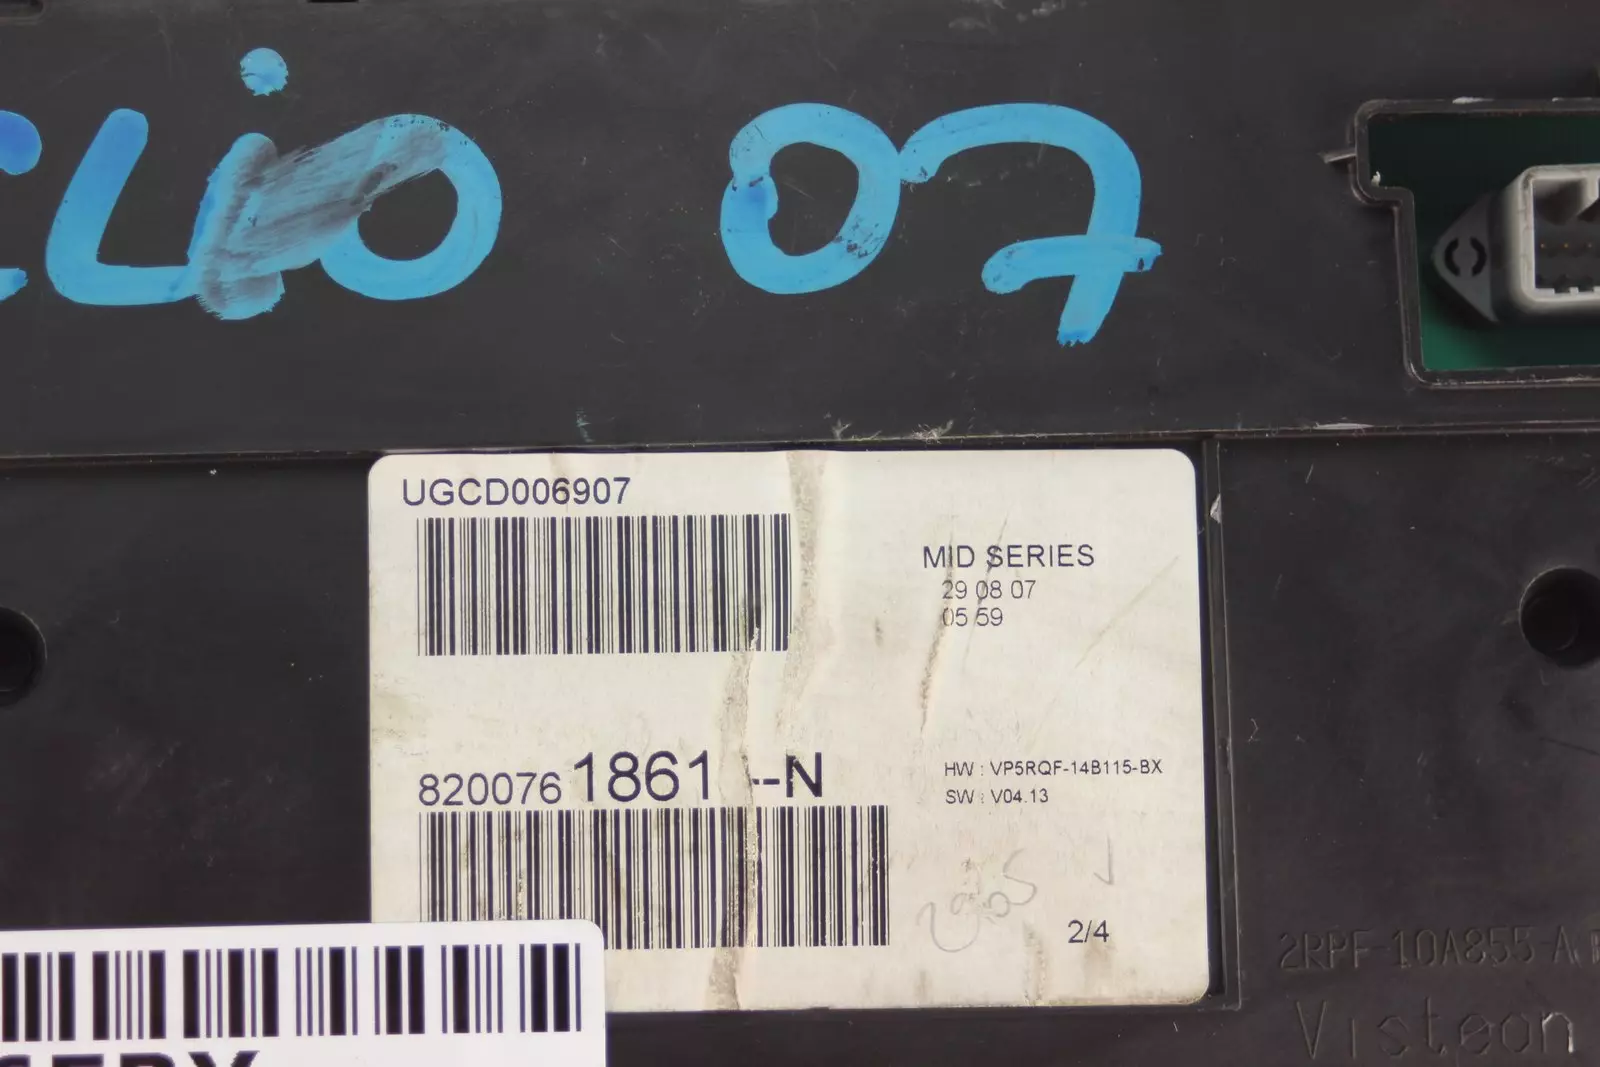 CLiO 07
UGCD006907
MID SERIES
29 08 07
05 59
8200761861 --N
HW : VP5RQF-14B115-BX
SW : V04.13
2/4
2RPF-10A855-A
Visteon